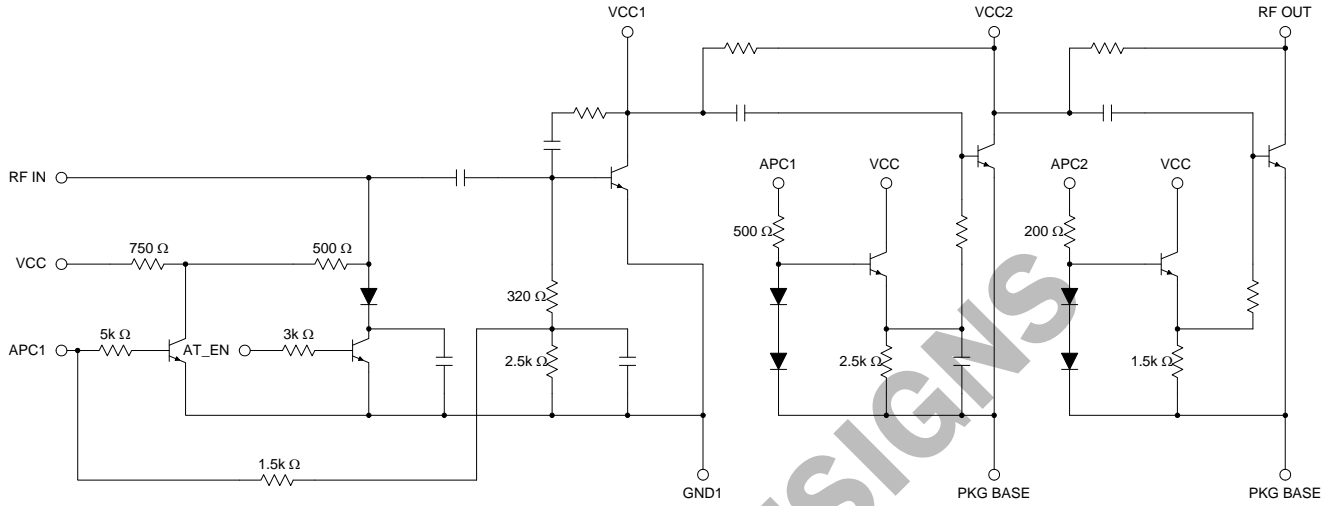 VCC1
VCC2
RF OUT
RF IN
APC1
VCC
APC2
VCC
500 Ω
200 Ω
750 Ω
500 Ω
VCC
320 Ω
5k Ω
3k Ω
APC1
AT_EN
2.5k Ω
2.5k Ω
1.5k Ω
1.5k Ω
GND1
PKG BASE
PKG BASE
SIGNS